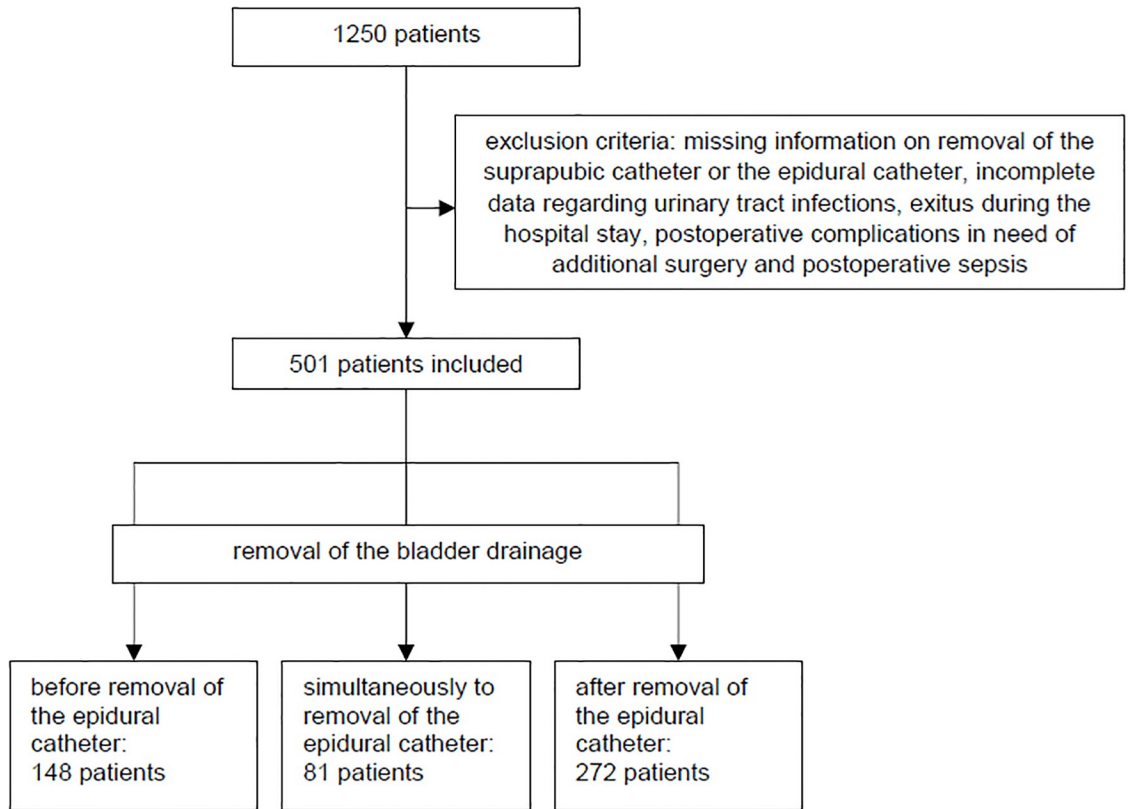 1250 patients
exclusion criteria: missing information on removal of the
suprapubic catheter or the epidural catheter, incomplete
data regarding urinary tract infections, exitus during the
hospital stay, postoperative complications in need of
additional surgery and postoperative sepsis
501 patients included
removal of the bladder drainage
before removal of
the epidural
catheter:
148 patients
simultaneously to
removal of the
epidural catheter:
81 patients
after removal of
the epidural
catheter:
272 patients